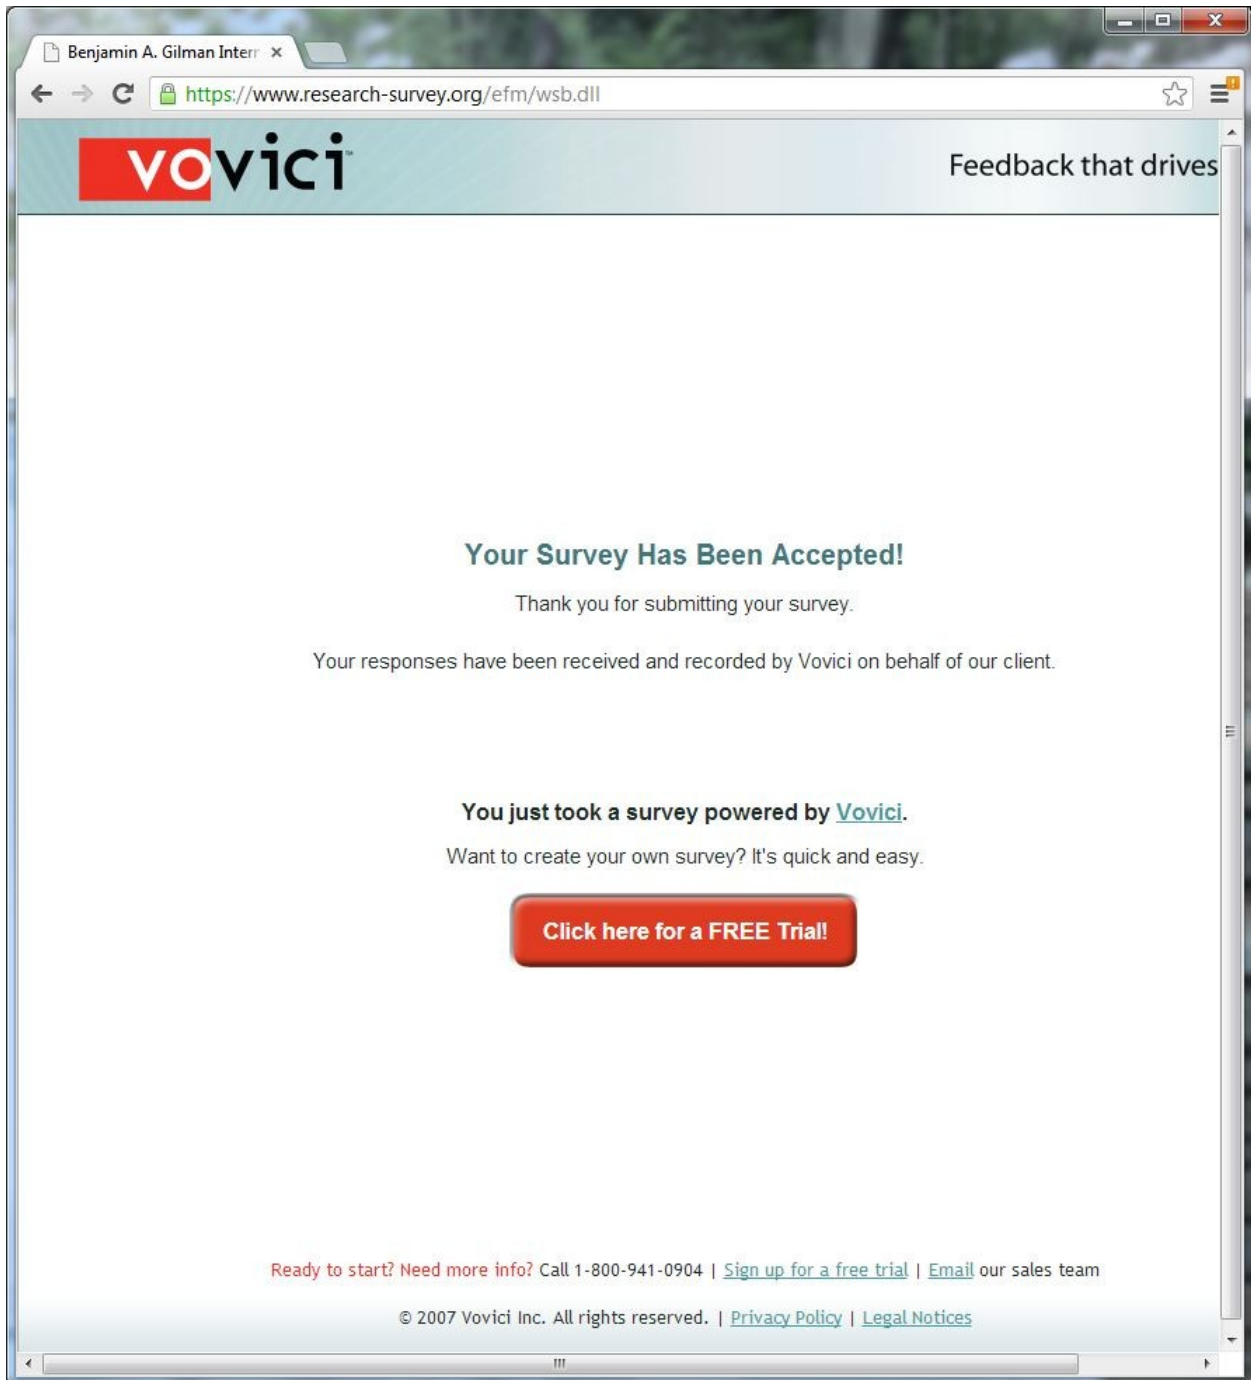 Benjamin A. Gilman Intern
https://www.research-survey.org/efm/wsb.dll
vovici™
Feedback that drives
Your Survey Has Been Accepted!
Thank you for submitting your survey.
Your responses have been received and recorded by Vovici on behalf of our client.
You just took a survey powered by Vovici.
Want to create your own survey? It's quick and easy.
Click here for a FREE Trial!
Ready to start? Need more info? Call 1-800-941-0904 | Sign up for a free trial | Email our sales team
© 2007 Vovici Inc. All rights reserved. | Privacy Policy | Legal Notices